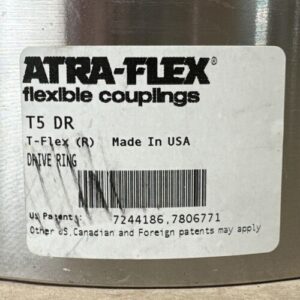 ATRA-FLEX®
flexible couplings
T5 DR
T-Flex (R) Made In USA
DRIVE RING
US Patent: 7244186,7806771
Other US,Canadian and Foreign patents may apply